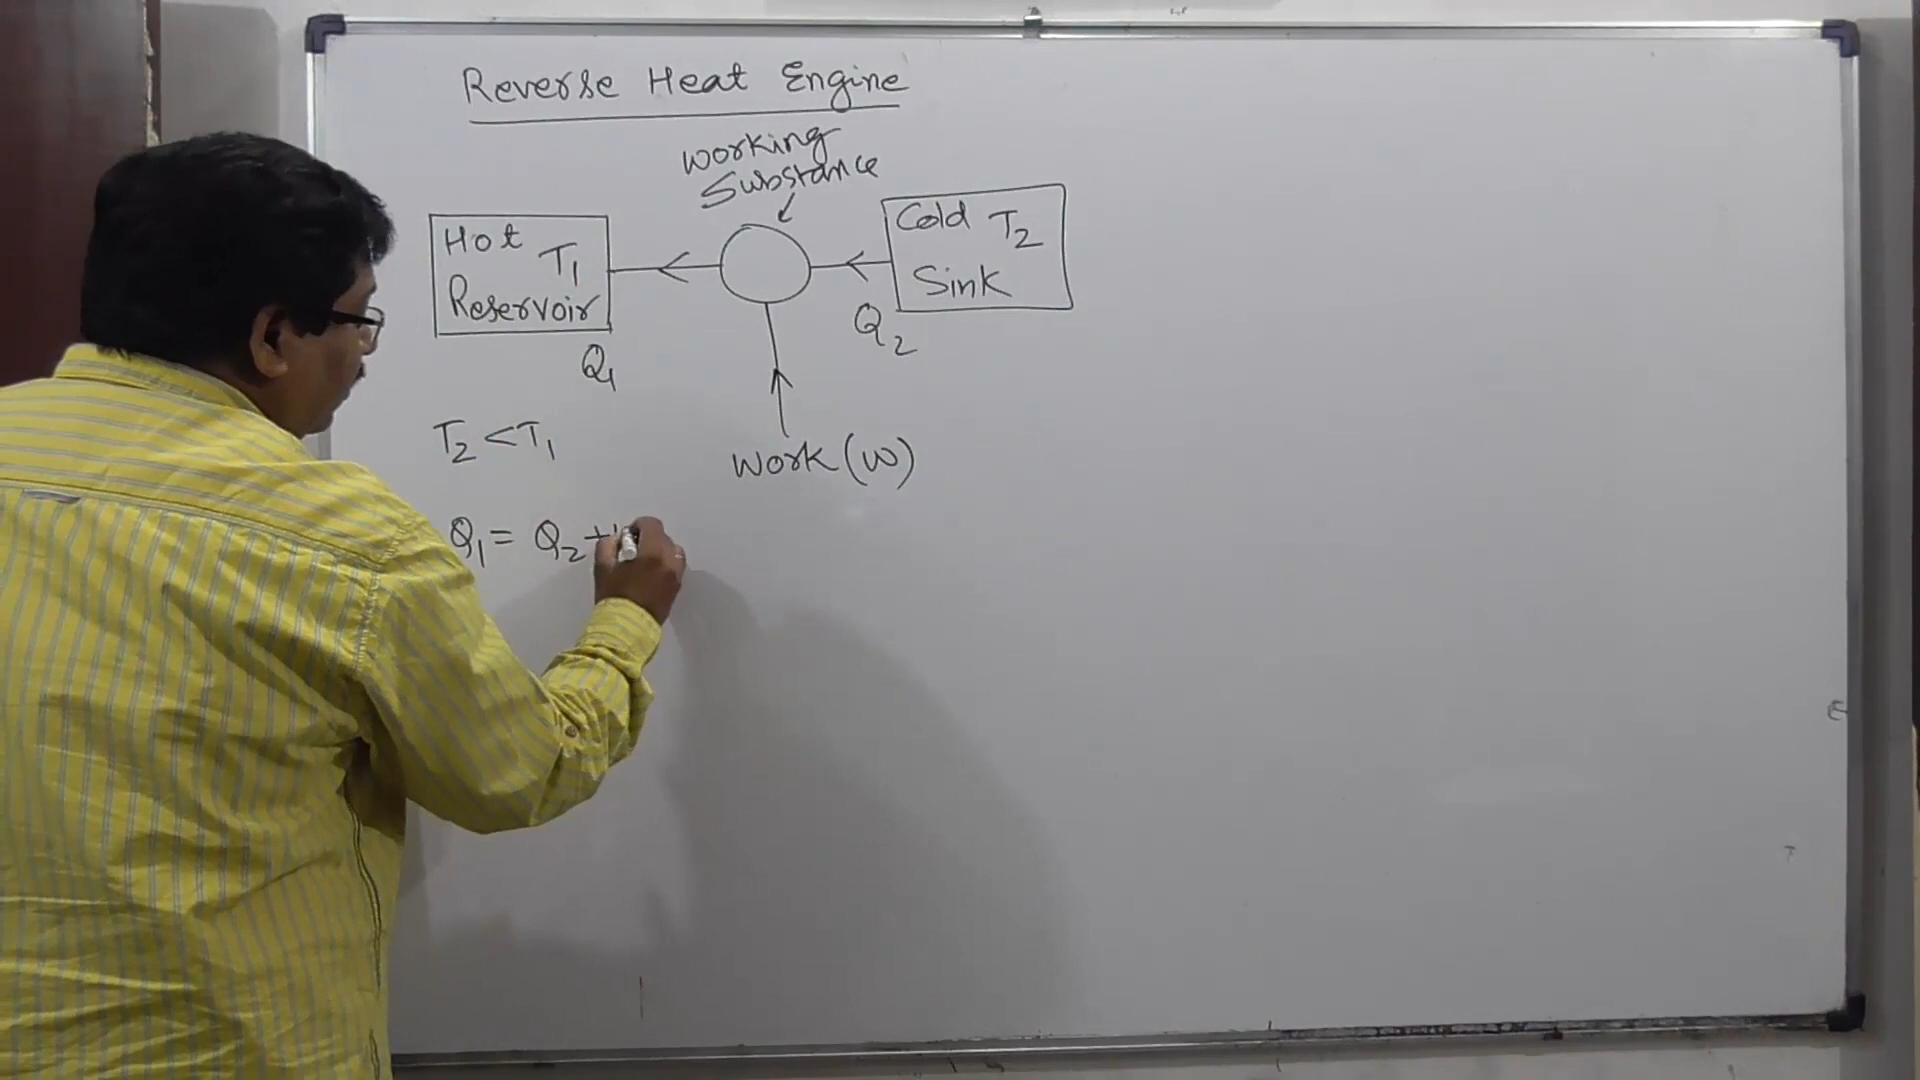 Reverse Heat Engine
Working
Substance
Hot T1
Reservoir
Cold T2
Sink
Q1
Q2
T2 < T1
Work (W)
Q1 = Q2 +